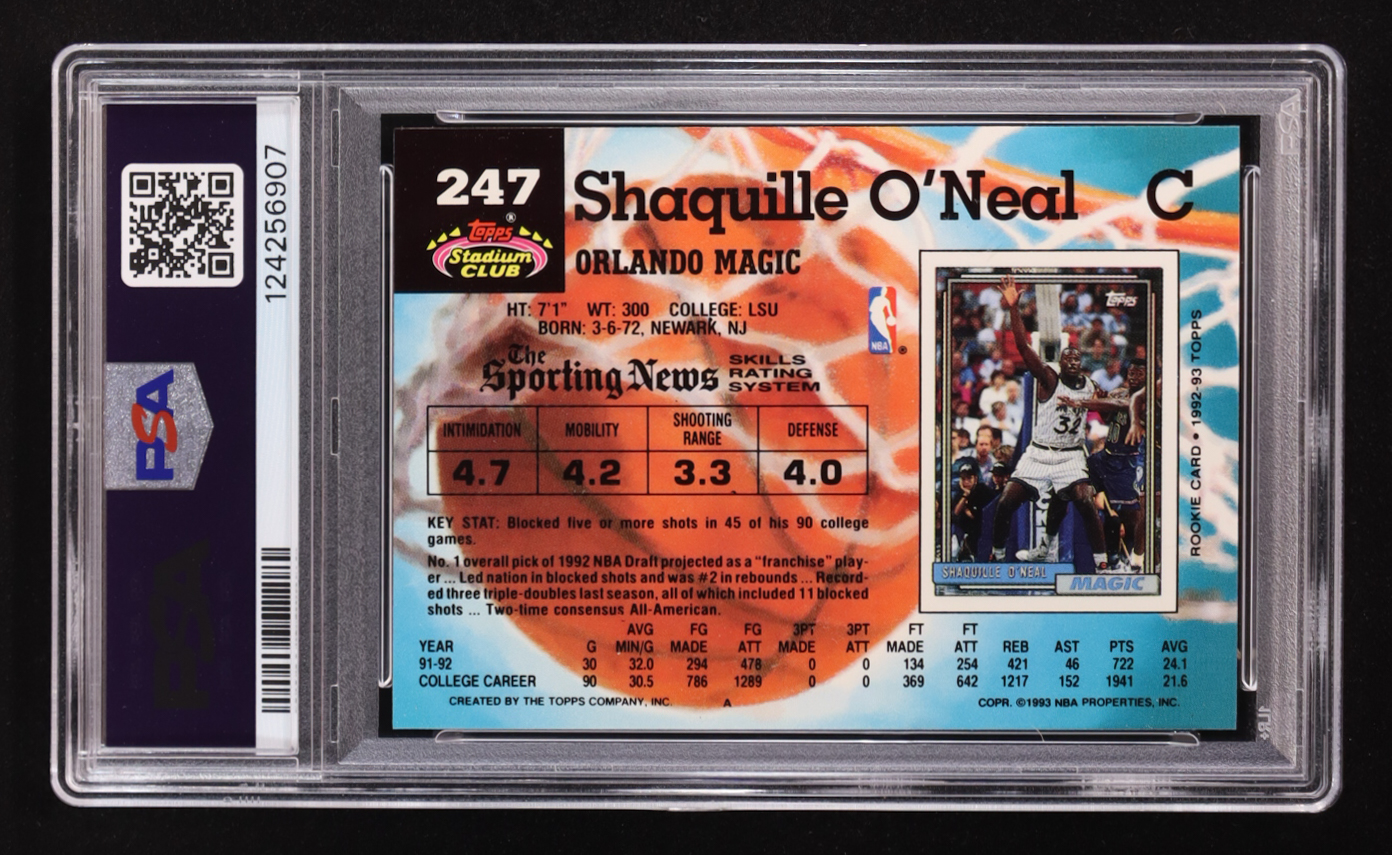 124256907
PSA
247
Topps®
Stadium
CLUB
Shaquille O'Neal C
ORLANDO MAGIC
HT: 7'1" WT: 300 COLLEGE: LSU
BORN: 3-6-72, NEWARK, NJ
NBA
The
Sporting News
SKILLS
RATING
SYSTEM
INTIMIDATION MOBILITY SHOOTING RANGE DEFENSE
4.7 4.2 3.3 4.0
KEY STAT: Blocked five or more shots in 45 of his 90 college
games.
No. 1 overall pick of 1992 NBA Draft projected as a "franchise" play-
er ... Led nation in blocked shots and was #2 in rebounds ... Record-
ed three triple-doubles last season, all of which included 11 blocked
shots ... Two-time consensus All-American.
AVG FG FG 3PT 3PT FT FT
YEAR G MIN/G MADE ATT MADE ATT MADE ATT REB AST PTS AVG
91-92 30 32.0 294 478 0 0 134 254 421 46 722 24.1
COLLEGE CAREER 90 30.5 786 1289 0 0 369 642 1217 152 1941 21.6
CREATED BY THE TOPPS COMPANY, INC. A COPR. ©1993 NBA PROPERTIES, INC.
Topps
32
SHAQUILLE O'NEAL
MAGIC
ROOKIE CARD • 1992-93 TOPPS
PSA